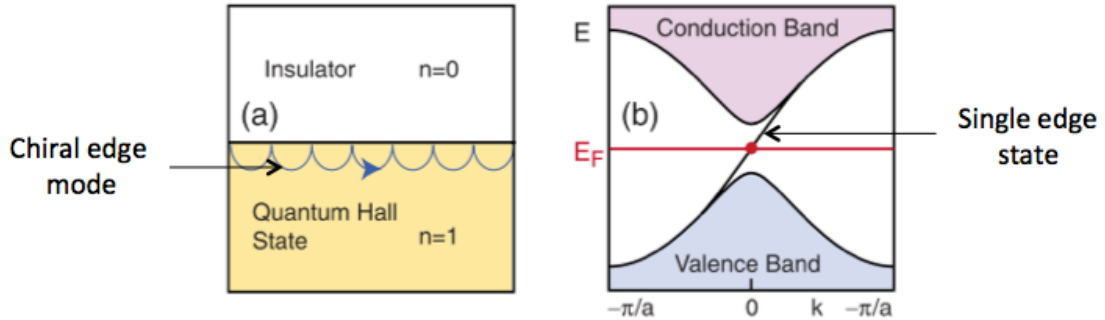 Insulator n=0
(a)
Chiral edge
mode
Quantum Hall
State n=1
E
Conduction Band
(b)
Single edge
state
E_F
Valence Band
−π/a 0 k −π/a